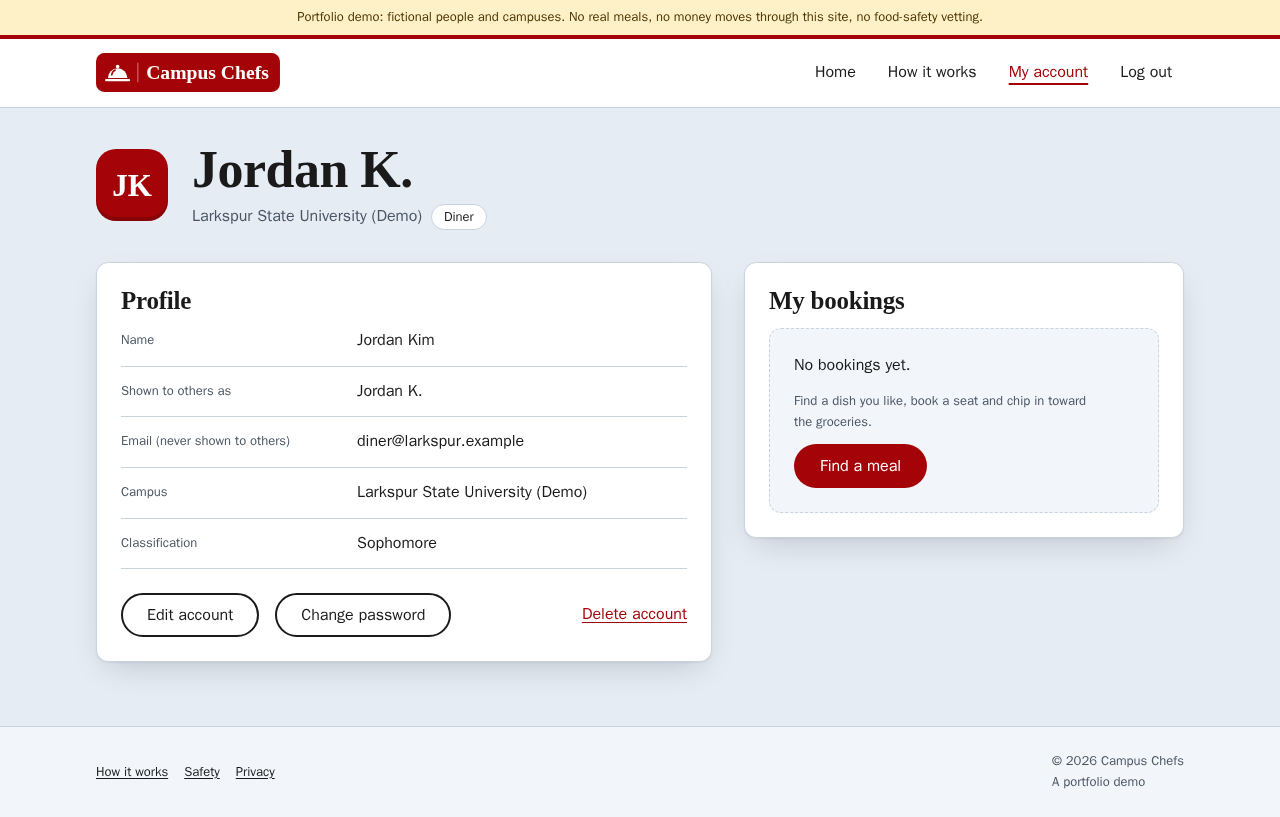 Portfolio demo: fictional people and campuses. No real meals, no money moves through this site, no food-safety vetting.
Campus Chefs
Home
How it works
My account
Log out
JK
Jordan K.
Larkspur State University (Demo)
Diner
Profile
Name
Jordan Kim
Shown to others as
Jordan K.
Email (never shown to others)
diner@larkspur.example
Campus
Larkspur State University (Demo)
Classification
Sophomore
Edit account
Change password
Delete account
My bookings
No bookings yet.
Find a dish you like, book a seat and chip in toward
the groceries.
Find a meal
How it works
Safety
Privacy
© 2026 Campus Chefs
A portfolio demo